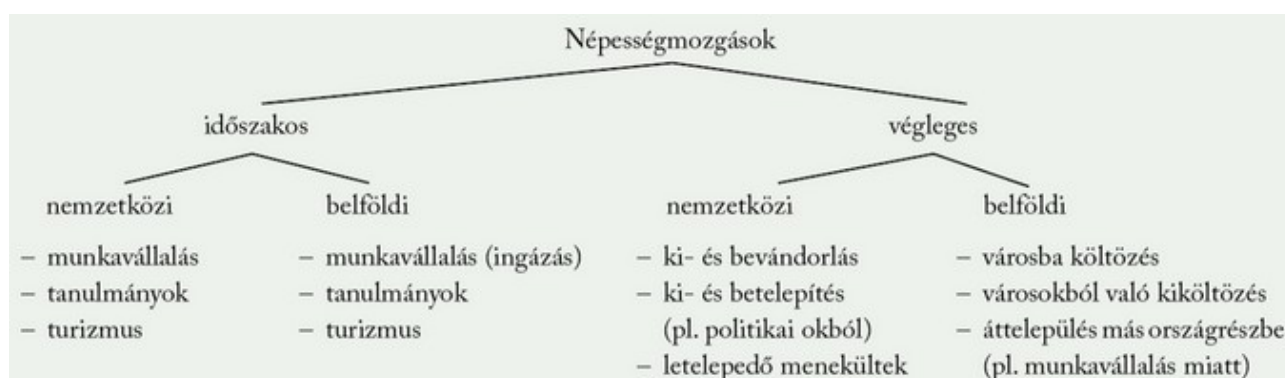 Népességmozgások
időszakos
végleges
nemzetközi
belföldi
nemzetközi
belföldi
– munkavállalás
– tanulmányok
– turizmus
– munkavállalás (ingázás)
– tanulmányok
– turizmus
– ki- és bevándorlás
– ki- és betelepítés
(pl. politikai okból)
– letelepedő menekültek
– városba költözés
– városokból való kiköltözés
– áttelepülés más országrészbe
(pl. munkavállalás miatt)